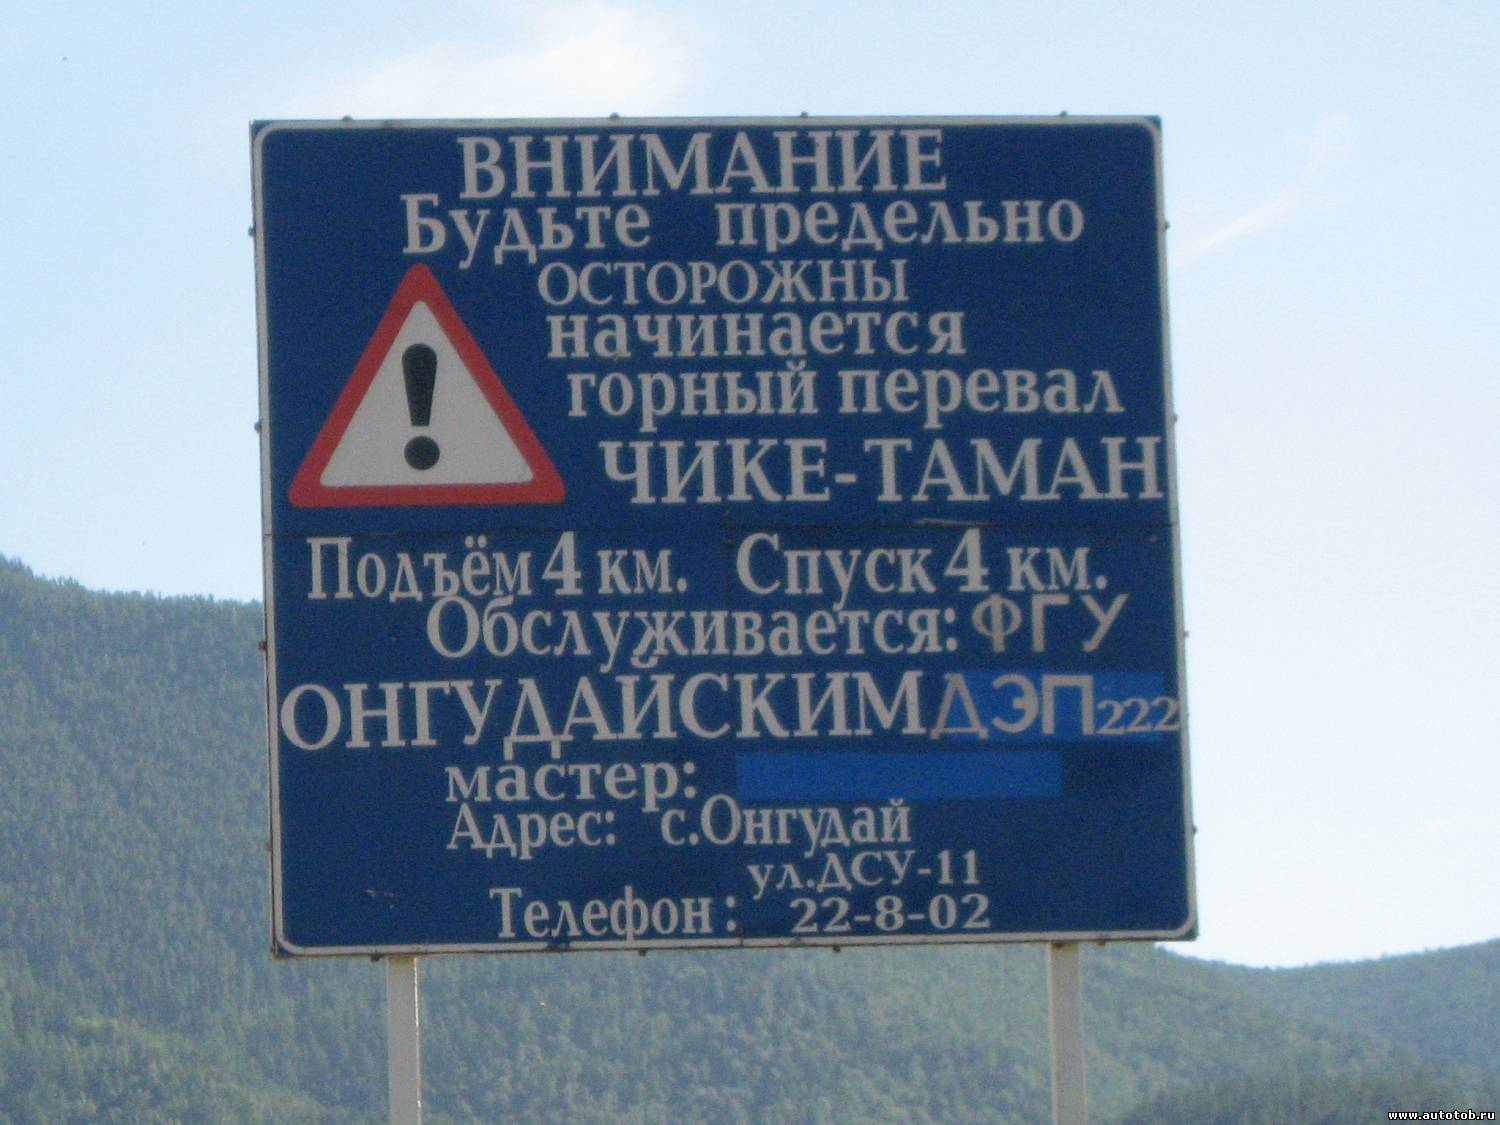 ВНИМАНИЕ
Будьте предельно
ОСТОРОЖНЫ
начинается
горный перевал
ЧИКЕ-ТАМАН
Подъём 4 км. Спуск 4 км.
Обслуживается: ФГУ
ОНГУДАЙСКИМ ДЭП 222
мастер:
Адрес: с.Онгудай
ул.ДСУ-11
Телефон: 22-8-02
www.autotob.ru